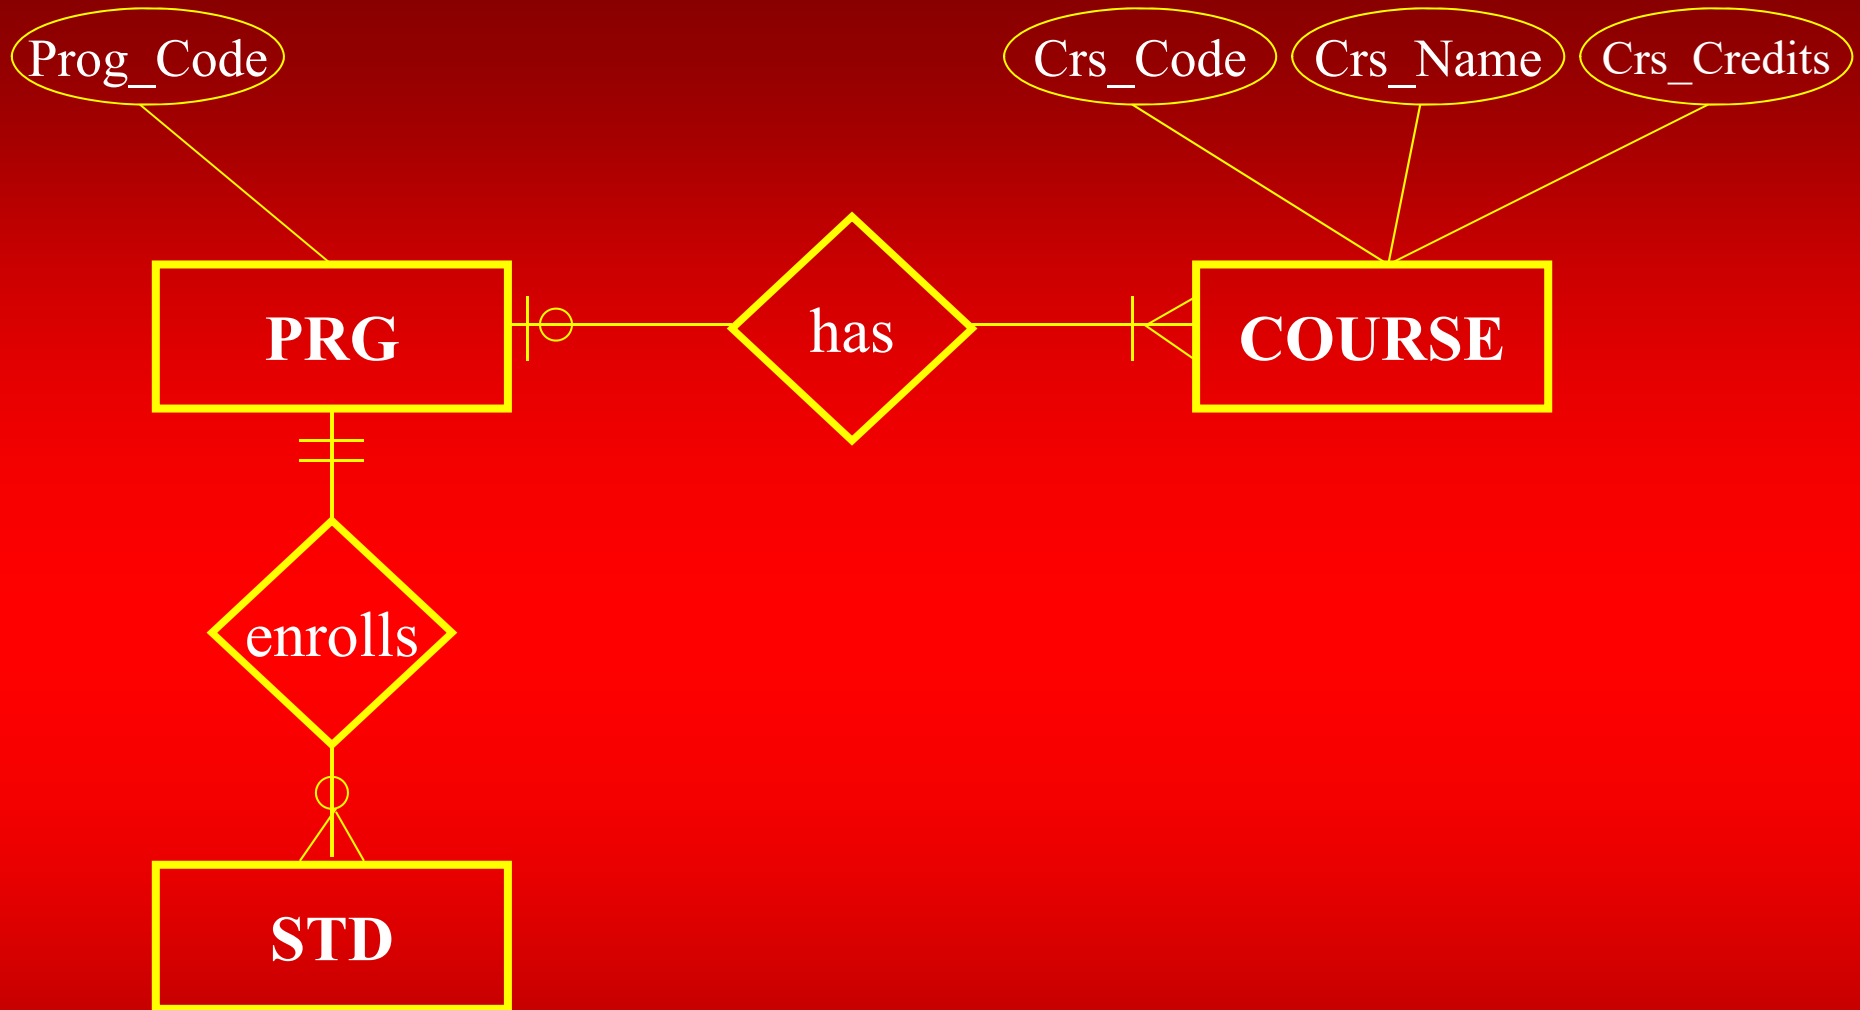 Prog_Code
Crs_Code
Crs_Name
Crs_Credits
PRG
has
COURSE
enrolls
STD